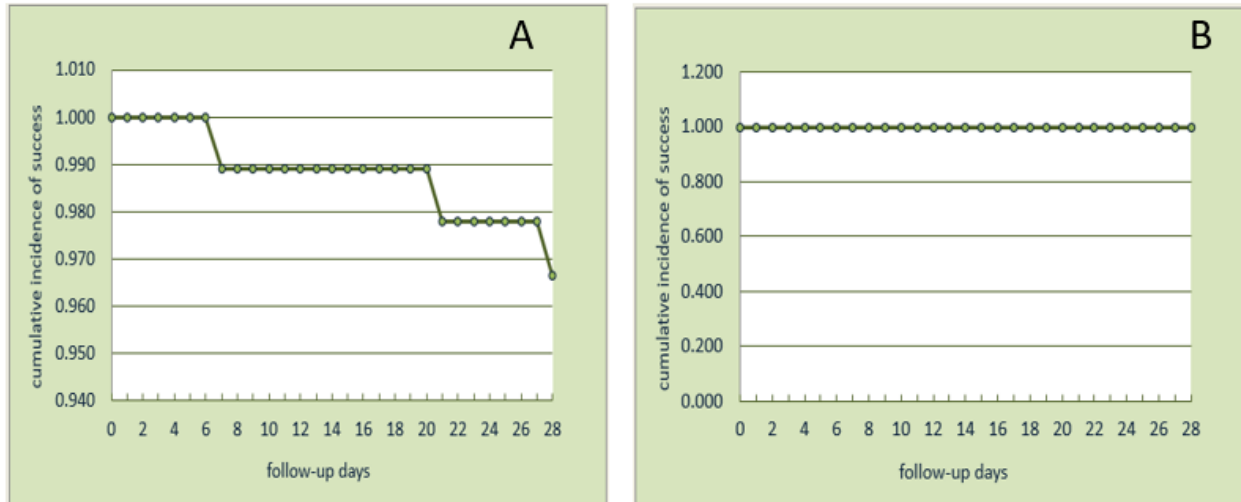 A
cumulative incidence of success
1.010
1.000
0.990
0.980
0.970
0.960
0.950
0.940
0 2 4 6 8 10 12 14 16 18 20 22 24 26 28
follow-up days
B
cumulative incidence of success
1.200
1.000
0.800
0.600
0.400
0.200
0.000
0 2 4 6 8 10 12 14 16 18 20 22 24 26 28
follow-up days